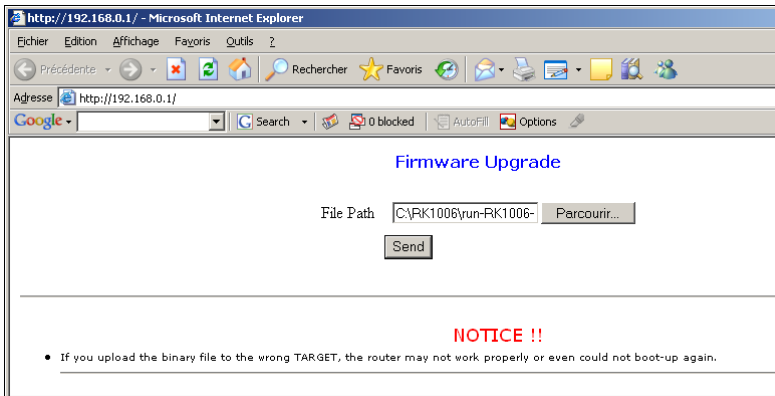 http://192.168.0.1/ - Microsoft Internet Explorer
Fichier Edition Affichage Favoris Outils ?
Précédente Rechercher Favoris
Adresse http://192.168.0.1/
Google Search 0 blocked AutoFill Options
Firmware Upgrade
File Path C:\RK1006\run-RK1006- Parcourir...
Send
NOTICE !!
If you upload the binary file to the wrong TARGET, the router may not work properly or even could not boot-up again.